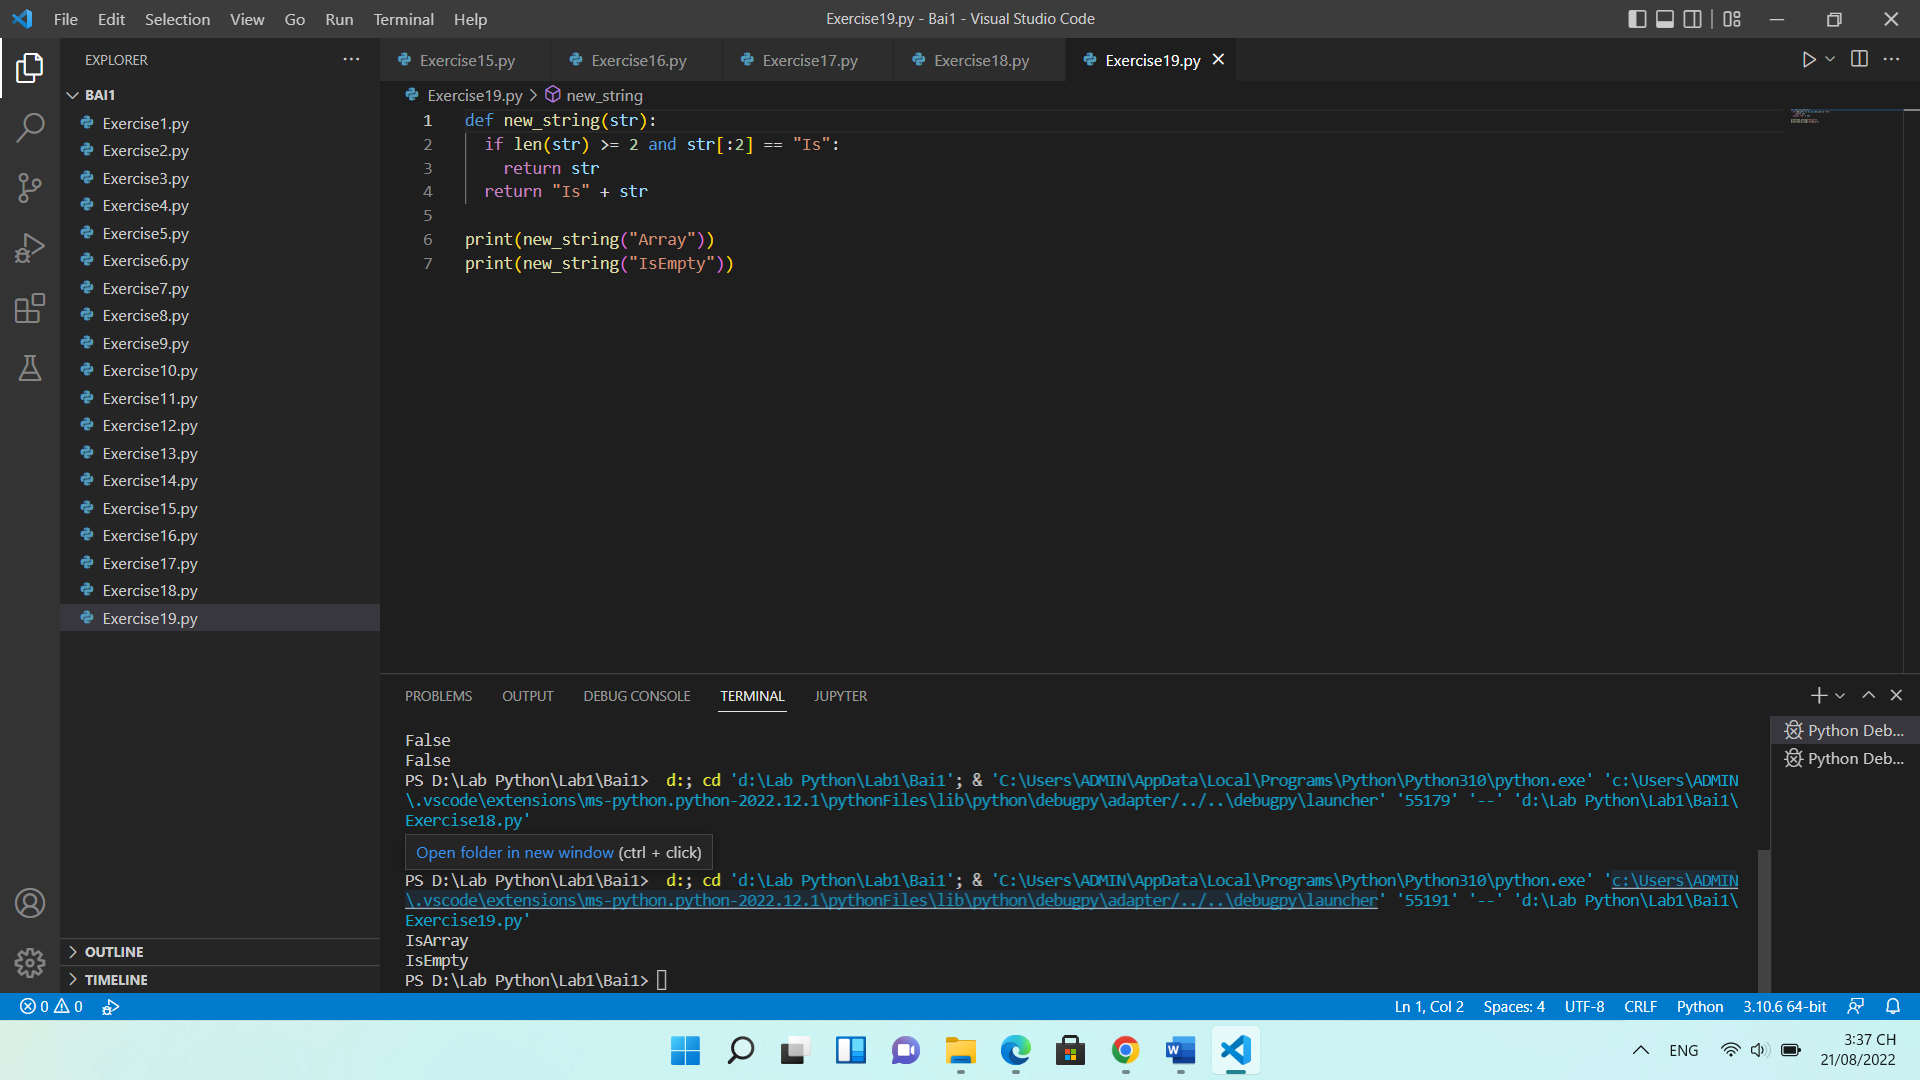 File Edit Selection View Go Run Terminal Help
Exercise19.py - Bai1 - Visual Studio Code
EXPLORER
BAI1
Exercise1.py
Exercise2.py
Exercise3.py
Exercise4.py
Exercise5.py
Exercise6.py
Exercise7.py
Exercise8.py
Exercise9.py
Exercise10.py
Exercise11.py
Exercise12.py
Exercise13.py
Exercise14.py
Exercise15.py
Exercise16.py
Exercise17.py
Exercise18.py
Exercise19.py
OUTLINE
TIMELINE
Exercise15.py Exercise16.py Exercise17.py Exercise18.py Exercise19.py
Exercise19.py > new_string
1 def new_string(str):
2 if len(str) >= 2 and str[:2] == "Is":
3 return str
4 return "Is" + str
5
6 print(new_string("Array"))
7 print(new_string("IsEmpty"))
PROBLEMS OUTPUT DEBUG CONSOLE TERMINAL JUPYTER
False
False
PS D:\Lab Python\Lab1\Bai1> d:; cd 'd:\Lab Python\Lab1\Bai1'; & 'C:\Users\ADMIN\AppData\Local\Programs\Python\Python310\python.exe' 'c:\Users\ADMIN
\.vscode\extensions\ms-python.python-2022.12.1\pythonFiles\lib\python\debugpy\adapter/../..\debugpy\launcher' '55179' '--' 'd:\Lab Python\Lab1\Bai1\
Exercise18.py'
Open folder in new window (ctrl + click)
PS D:\Lab Python\Lab1\Bai1> d:; cd 'd:\Lab Python\Lab1\Bai1'; & 'C:\Users\ADMIN\AppData\Local\Programs\Python\Python310\python.exe' 'c:\Users\ADMIN
\.vscode\extensions\ms-python.python-2022.12.1\pythonFiles\lib\python\debugpy\adapter/../..\debugpy\launcher' '55191' '--' 'd:\Lab Python\Lab1\Bai1\
Exercise19.py'
IsArray
IsEmpty
PS D:\Lab Python\Lab1\Bai1>
Python Deb...
Python Deb...
0 0
Ln 1, Col 2 Spaces: 4 UTF-8 CRLF Python 3.10.6 64-bit
ENG
3:37 CH
21/08/2022